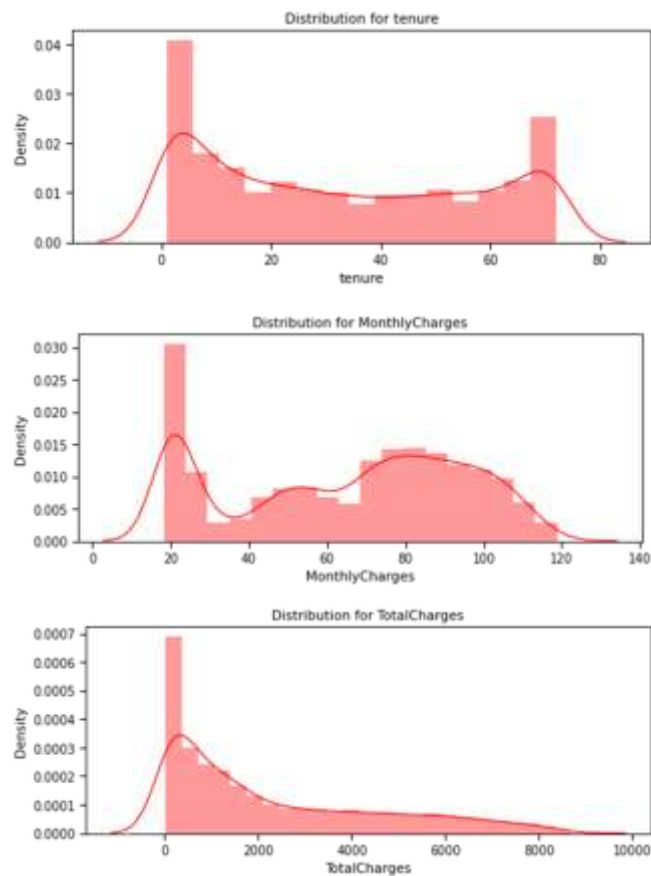 Distribution for tenure
Density
0.04
0.03
0.02
0.01
0.00
0 20 40 60 80
tenure
Distribution for MonthlyCharges
Density
0.030
0.025
0.020
0.015
0.010
0.005
0.000
0 20 40 60 80 100 120 140
MonthlyCharges
Distribution for TotalCharges
Density
0.0007
0.0006
0.0005
0.0004
0.0003
0.0002
0.0001
0.0000
0 2000 4000 6000 8000 10000
TotalCharges